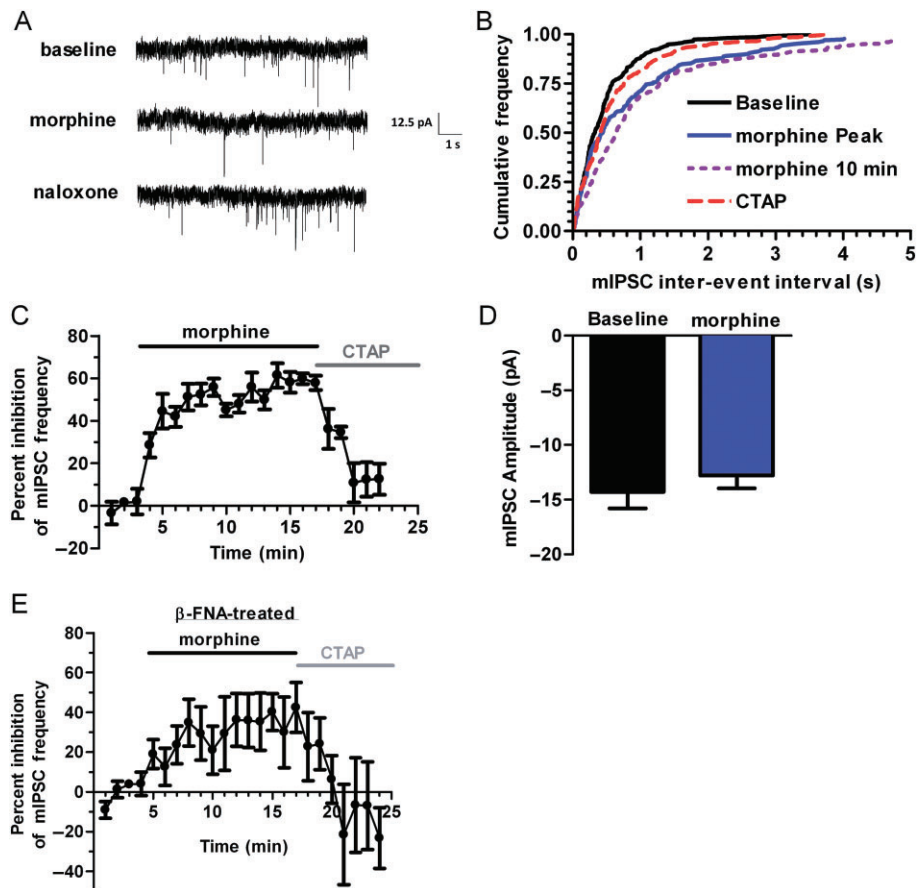 A
baseline
morphine
naloxone
12.5 pA
1 s
B
Cumulative frequency
1.00
0.75
0.50
0.25
0.00
Baseline
morphine Peak
morphine 10 min
CTAP
0 1 2 3 4 5
mIPSC inter-event interval (s)
C
Percent inhibition
of mIPSC frequency
80
60
40
20
0
–20
morphine
CTAP
5 10 15 20 25
Time (min)
D
Baseline morphine
mIPSC Amplitude (pA)
0
–5
–10
–15
–20
E
β-FNA-treated
morphine
CTAP
Percent inhibition
of mIPSC frequency
80
60
40
20
0
–20
–40
5 10 15 20 25
Time (min)